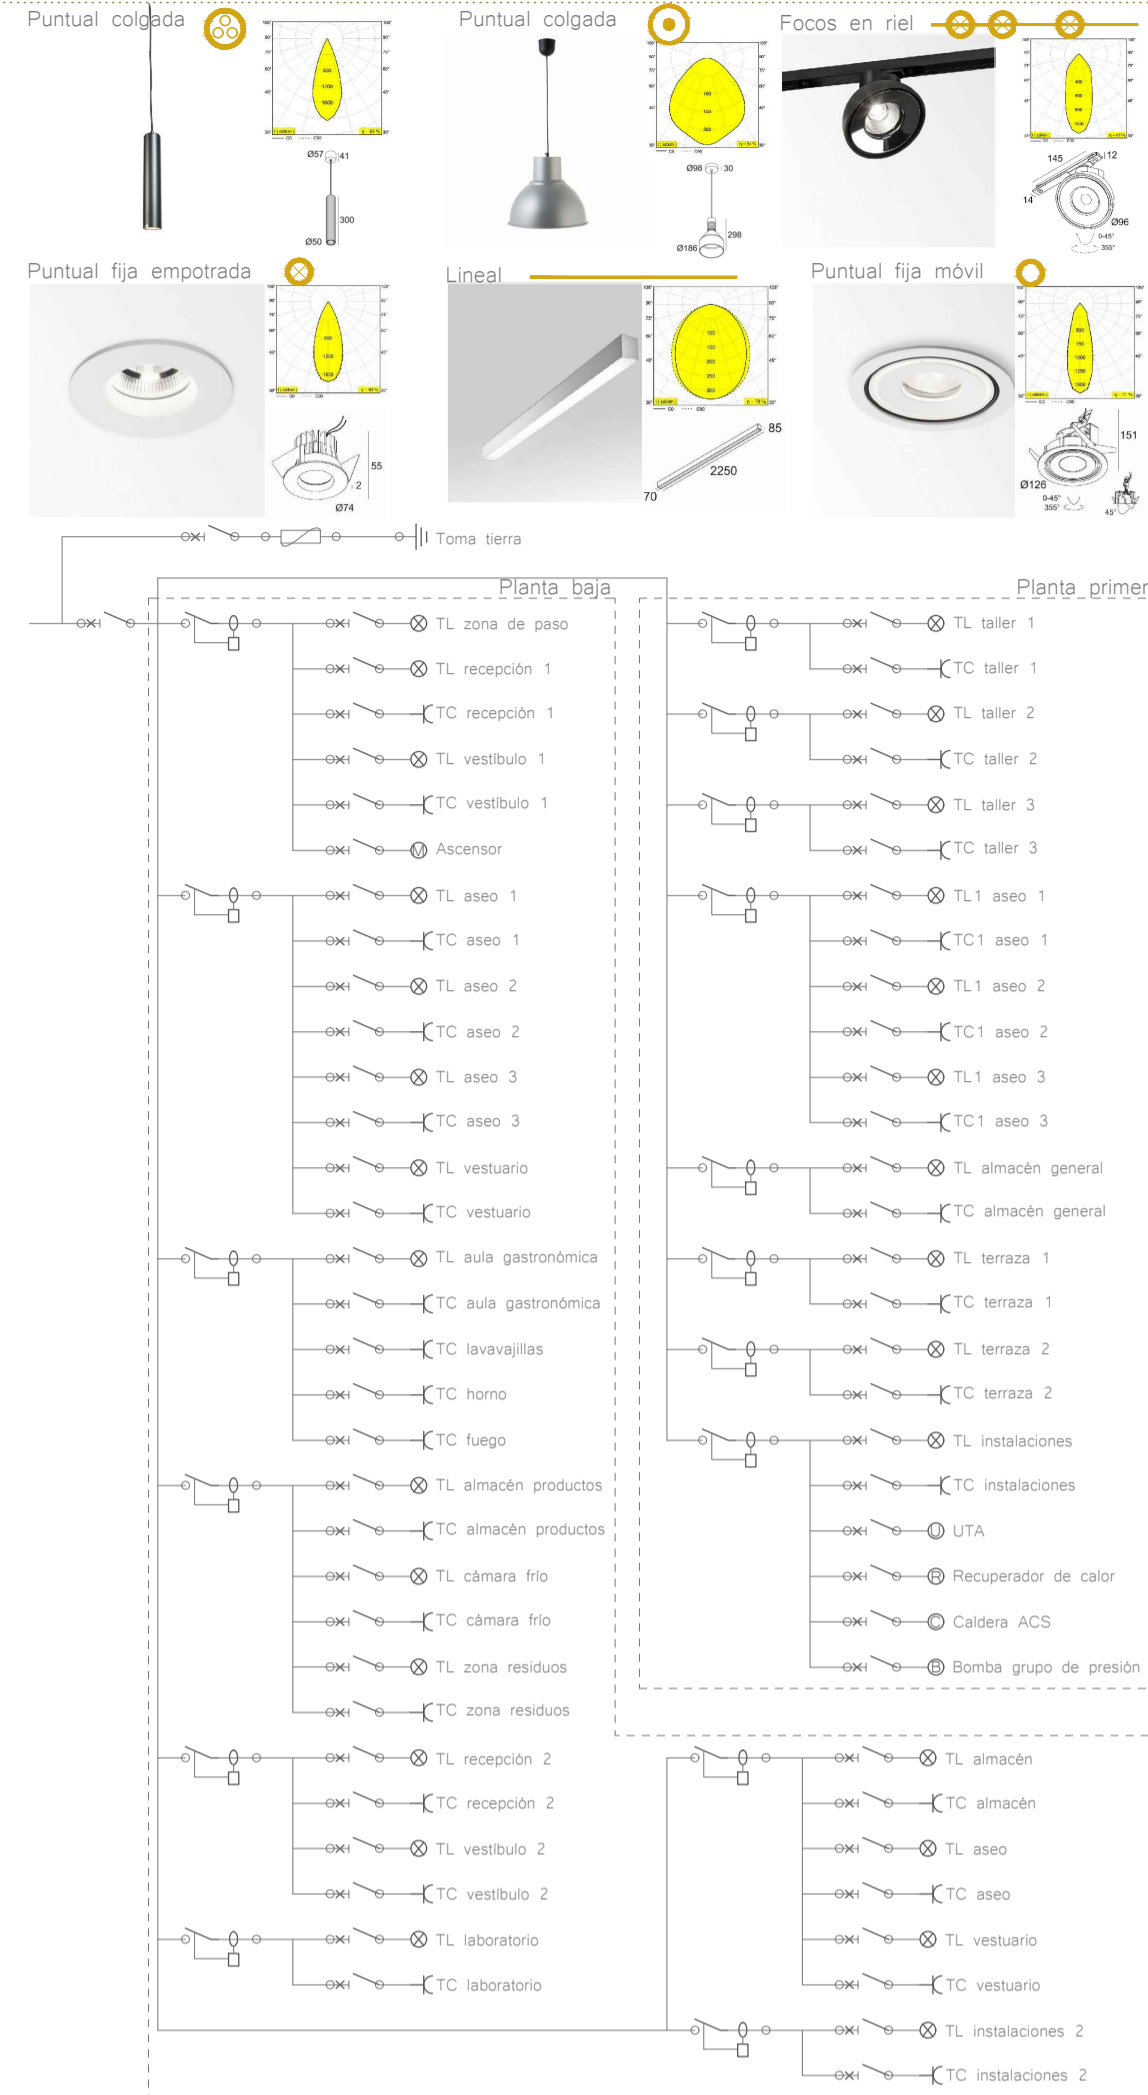 Puntual colgada
Puntual colgada
Focos en riel
Ø57 41
300
Ø50
Ø98 30
298
Ø186
145
12
14
Ø96
0-45°
355°
Puntual fija empotrada
Lineal
Puntual fija móvil
55
2
Ø74
85
2250
70
151
Ø126
0-45°
355°
45°
Toma tierra
Planta baja
TL zona de paso
TL recepción 1
TC recepción 1
TL vestíbulo 1
TC vestíbulo 1
M Ascensor
TL aseo 1
TC aseo 1
TL aseo 2
TC aseo 2
TL aseo 3
TC aseo 3
TL vestuario
TC vestuario
TL aula gastronómica
TC aula gastronómica
TC lavavajillas
TC horno
TC fuego
TL almacén productos
TC almacén productos
TL cámara frío
TC cámara frío
TL zona residuos
TC zona residuos
TL recepción 2
TC recepción 2
TL vestíbulo 2
TC vestíbulo 2
TL laboratorio
TC laboratorio
Planta primer
TL taller 1
TC taller 1
TL taller 2
TC taller 2
TL taller 3
TC taller 3
TL1 aseo 1
TC1 aseo 1
TL1 aseo 2
TC1 aseo 2
TL1 aseo 3
TC1 aseo 3
TL almacén general
TC almacén general
TL terraza 1
TC terraza 1
TL terraza 2
TC terraza 2
TL instalaciones
TC instalaciones
U UTA
R Recuperador de calor
C Caldera ACS
B Bomba grupo de presión
TL almacén
TC almacén
TL aseo
TC aseo
TL vestuario
TC vestuario
TL instalaciones 2
TC instalaciones 2